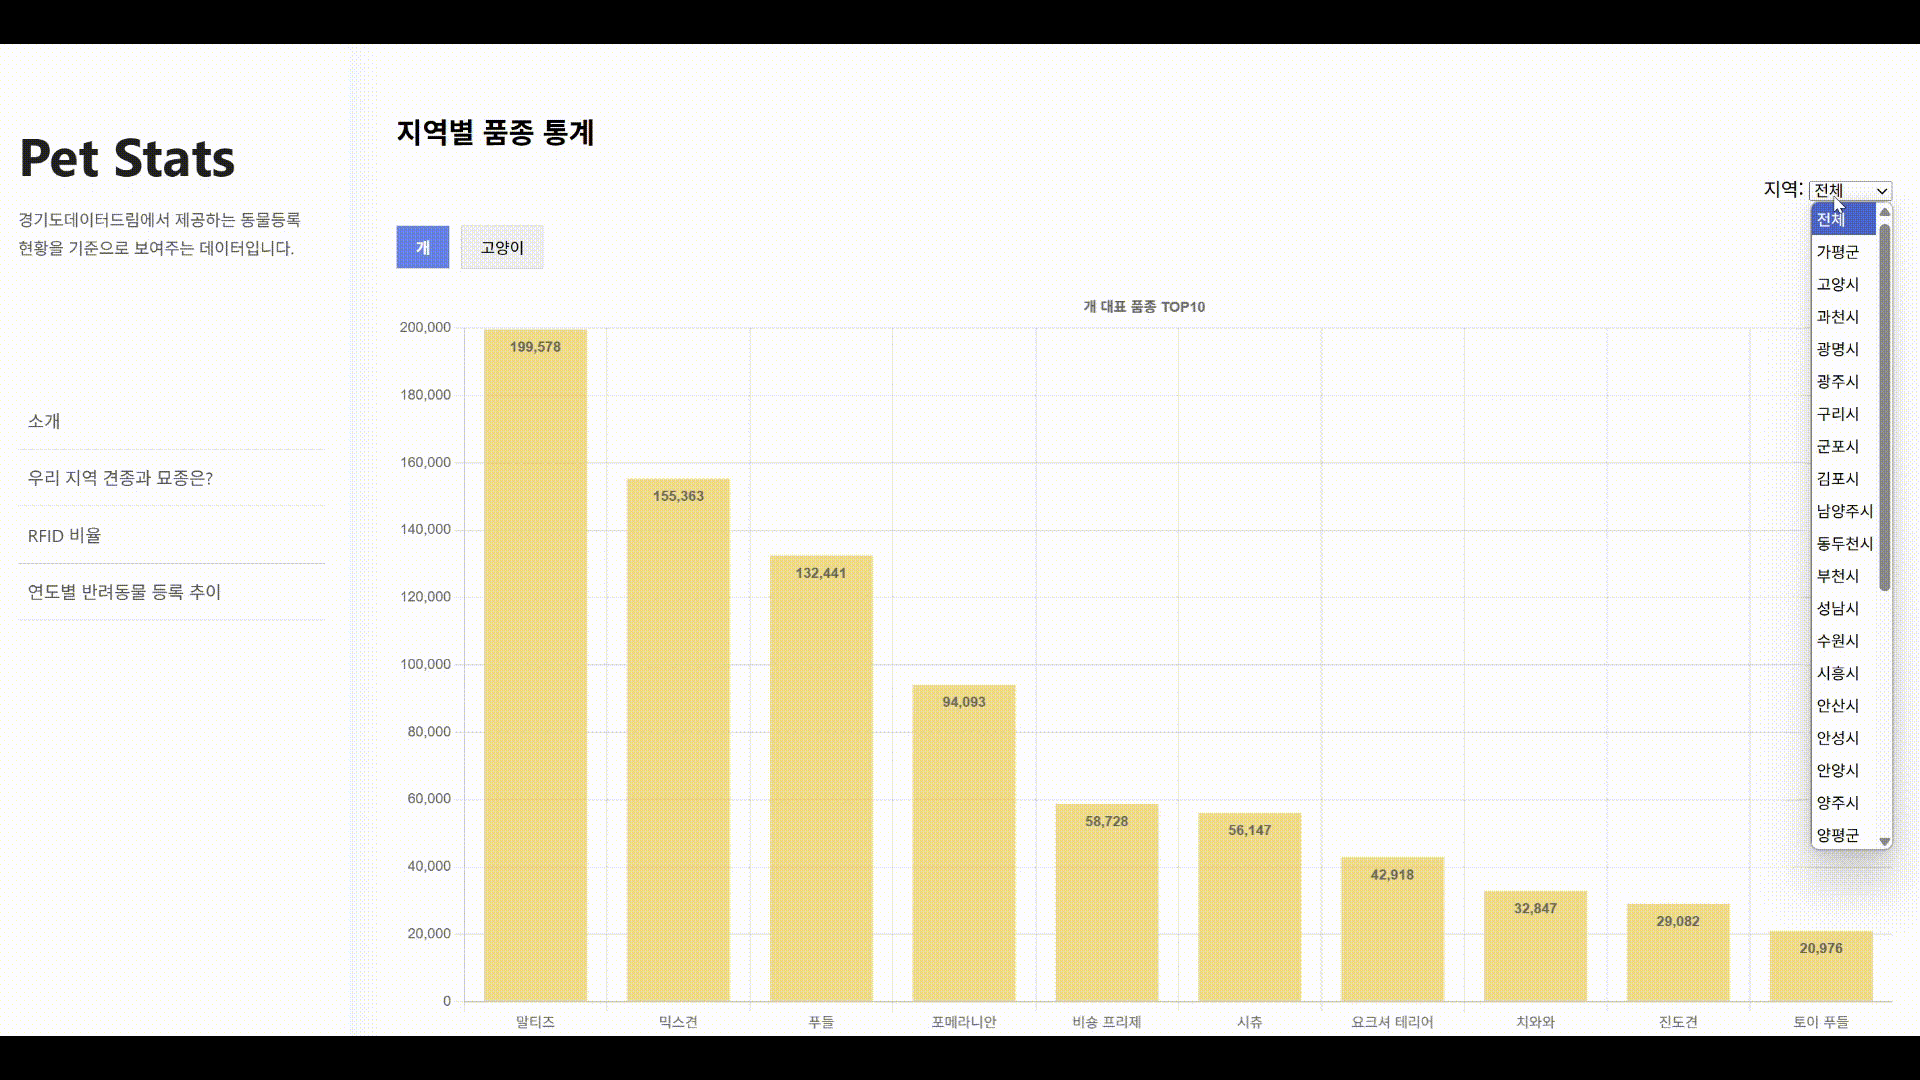 Pet Stats
경기도데이터드림에서 제공하는 동물등록
현황을 기준으로 보여주는 데이터입니다.
소개
우리 지역 견종과 묘종은?
RFID 비율
연도별 반려동물 등록 추이
지역별 품종 통계
지역: 전체
전체
가평군
고양시
과천시
광명시
광주시
구리시
군포시
김포시
남양주시
동두천시
부천시
성남시
수원시
시흥시
안산시
안성시
안양시
양주시
양평군
개 고양이
개 대표 품종 TOP10
200,000
180,000
160,000
140,000
120,000
100,000
80,000
60,000
40,000
20,000
0
199,578
155,363
132,441
94,093
58,728
56,147
42,918
32,847
29,082
20,976
말티즈 믹스견 푸들 포메라니안 비숑 프리제 시츄 요크셔 테리어 치와와 진도견 토이 푸들